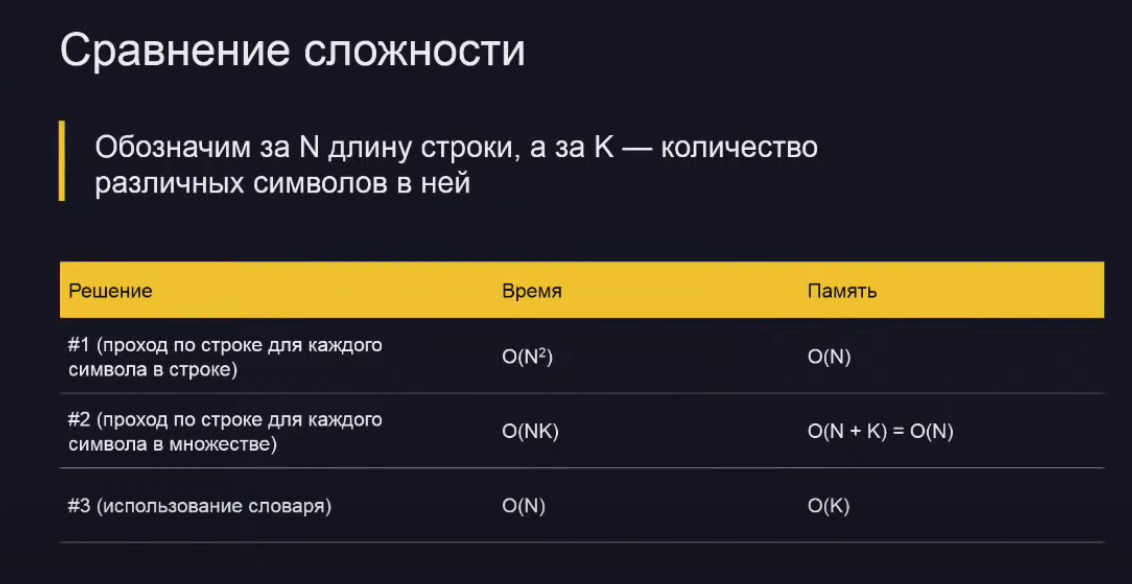 Сравнение сложности
Обозначим за N длину строки, а за K — количество
различных символов в ней
Решение Время Память
#1 (проход по строке для каждого
символа в строке) O(N²) O(N)
#2 (проход по строке для каждого
символа в множестве) O(NK) O(N + K) = O(N)
#3 (использование словаря) O(N) O(K)